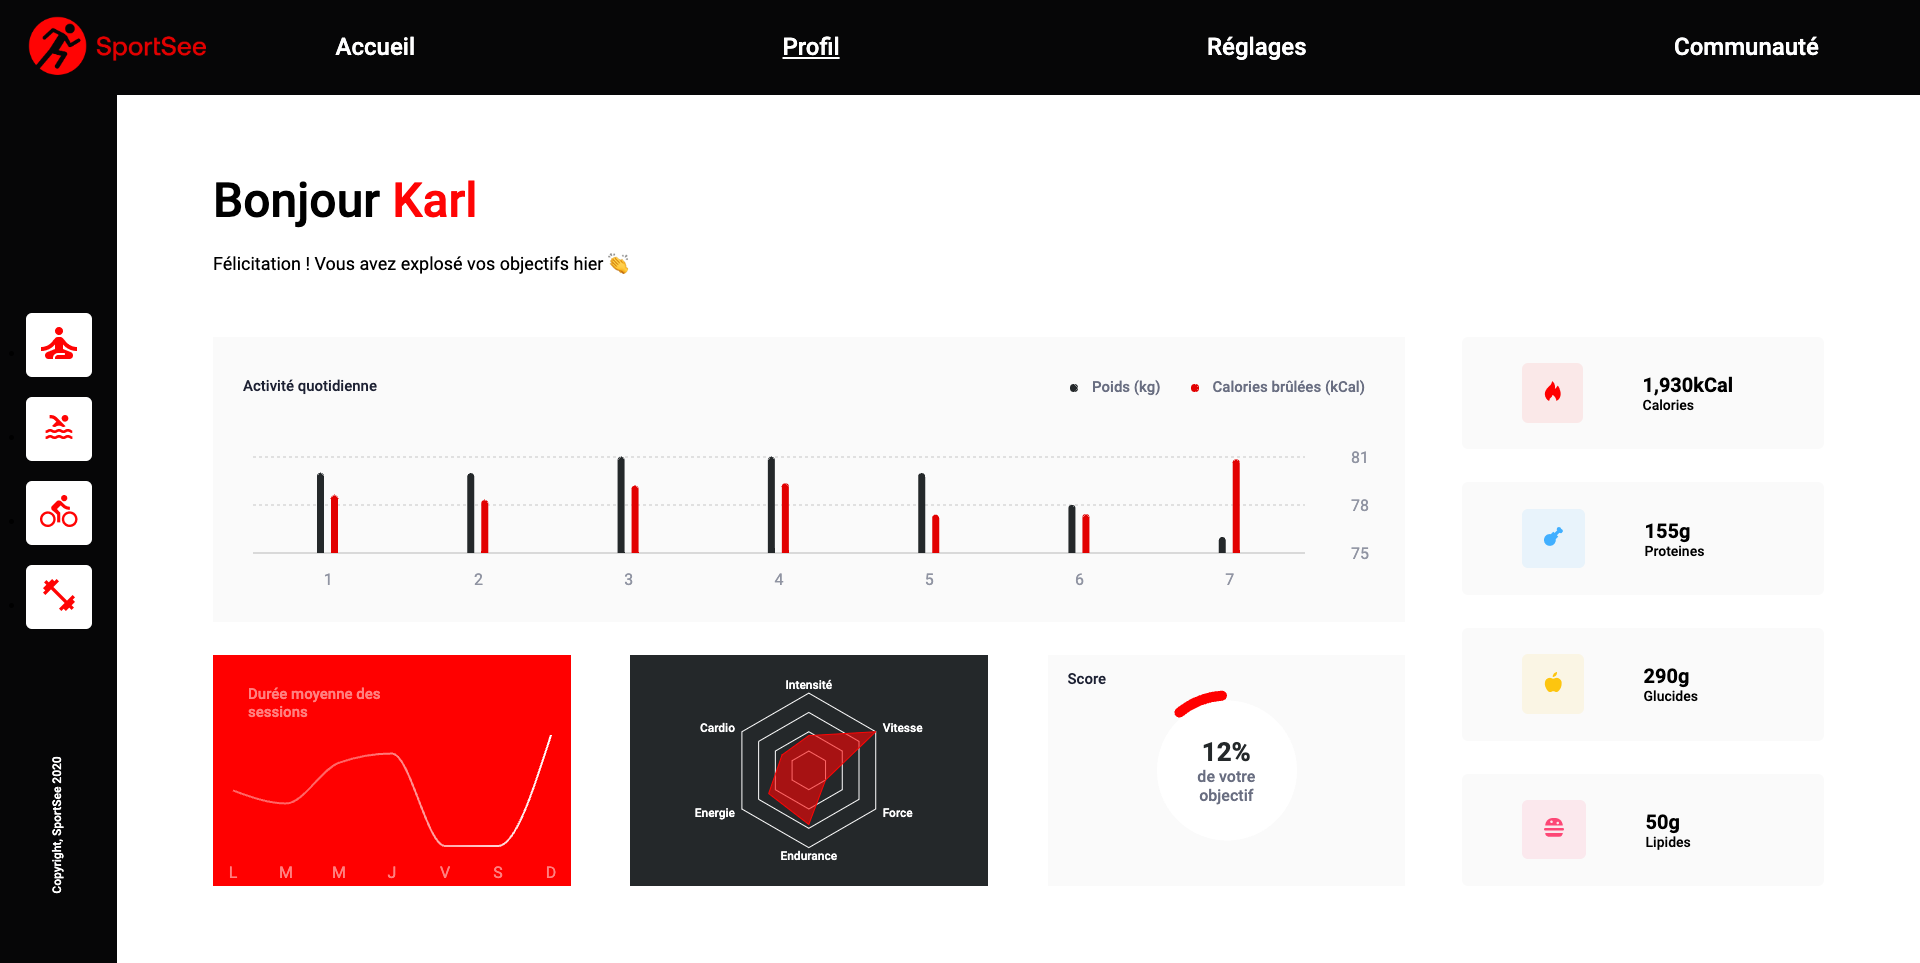 SportSee
Accueil
Profil
Réglages
Communauté
Bonjour Karl
Félicitation ! Vous avez explosé vos objectifs hier 👏
Activité quotidienne
Poids (kg)
Calories brûlées (kCal)
81
78
75
1
2
3
4
5
6
7
1,930kCal
Calories
155g
Proteines
290g
Glucides
50g
Lipides
Durée moyenne des
sessions
L
M
M
J
V
S
D
Intensité
Vitesse
Force
Endurance
Energie
Cardio
Score
12%
de votre
objectif
Copyright, SportSee 2020